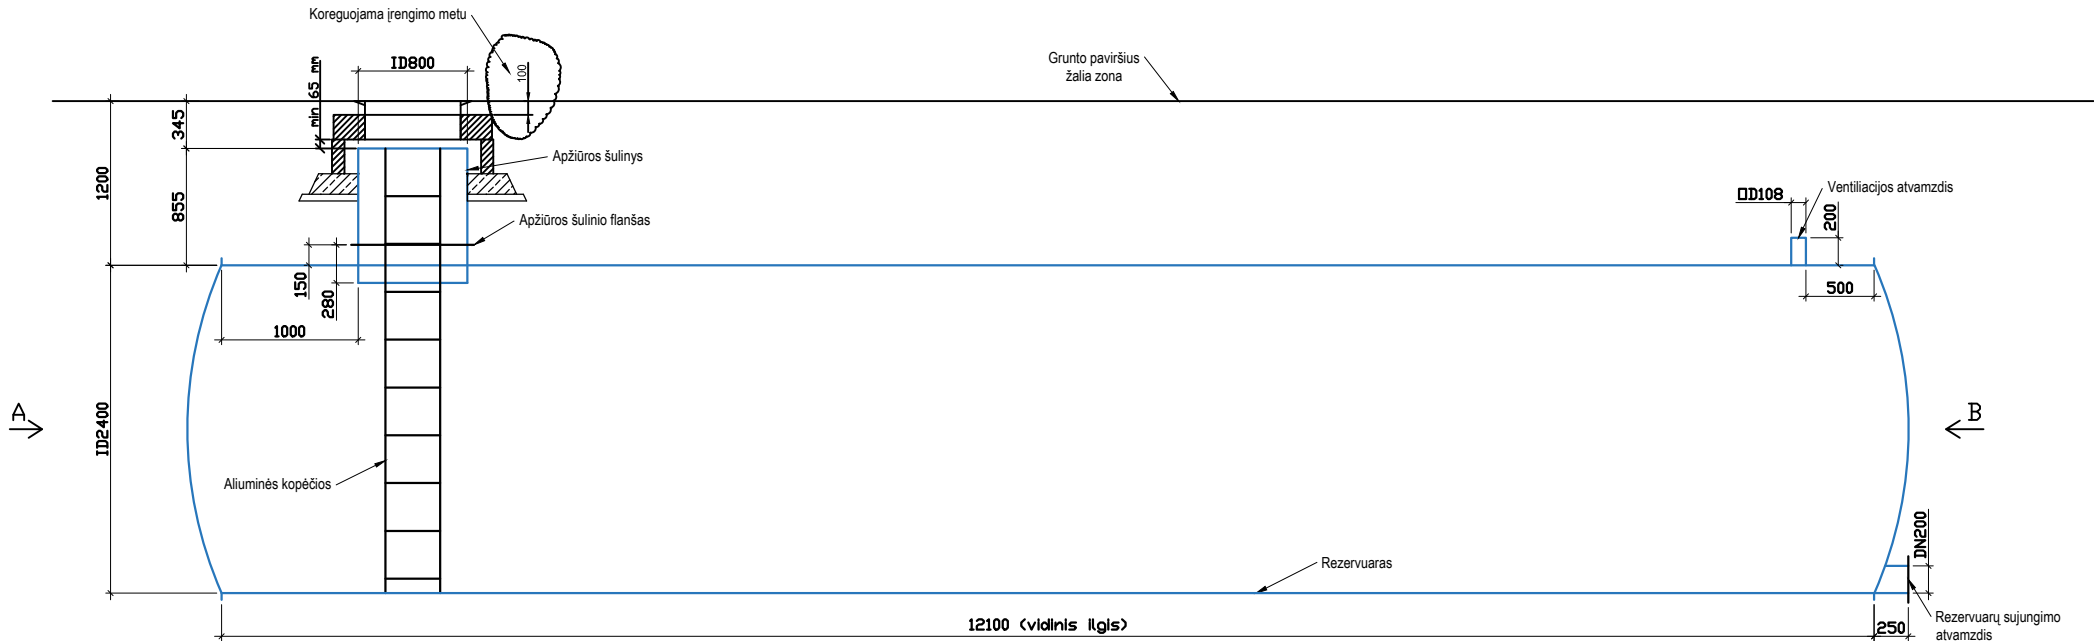 Koreguojama įrengimo metu
ID800
100
min 65 mm
Grunto paviršius
žalia zona
345
1200
855
Apžiūros šulinys
Apžiūros šulinio flanšas
Ventiliacijos atvamzdis
OD108
200
150
280
1000
500
A
B
ID2400
Aliuminės kopėčios
Rezervuaras
DN200
12100 (vidinis ilgis)
250
Rezervuarų sujungimo
atvamzdis